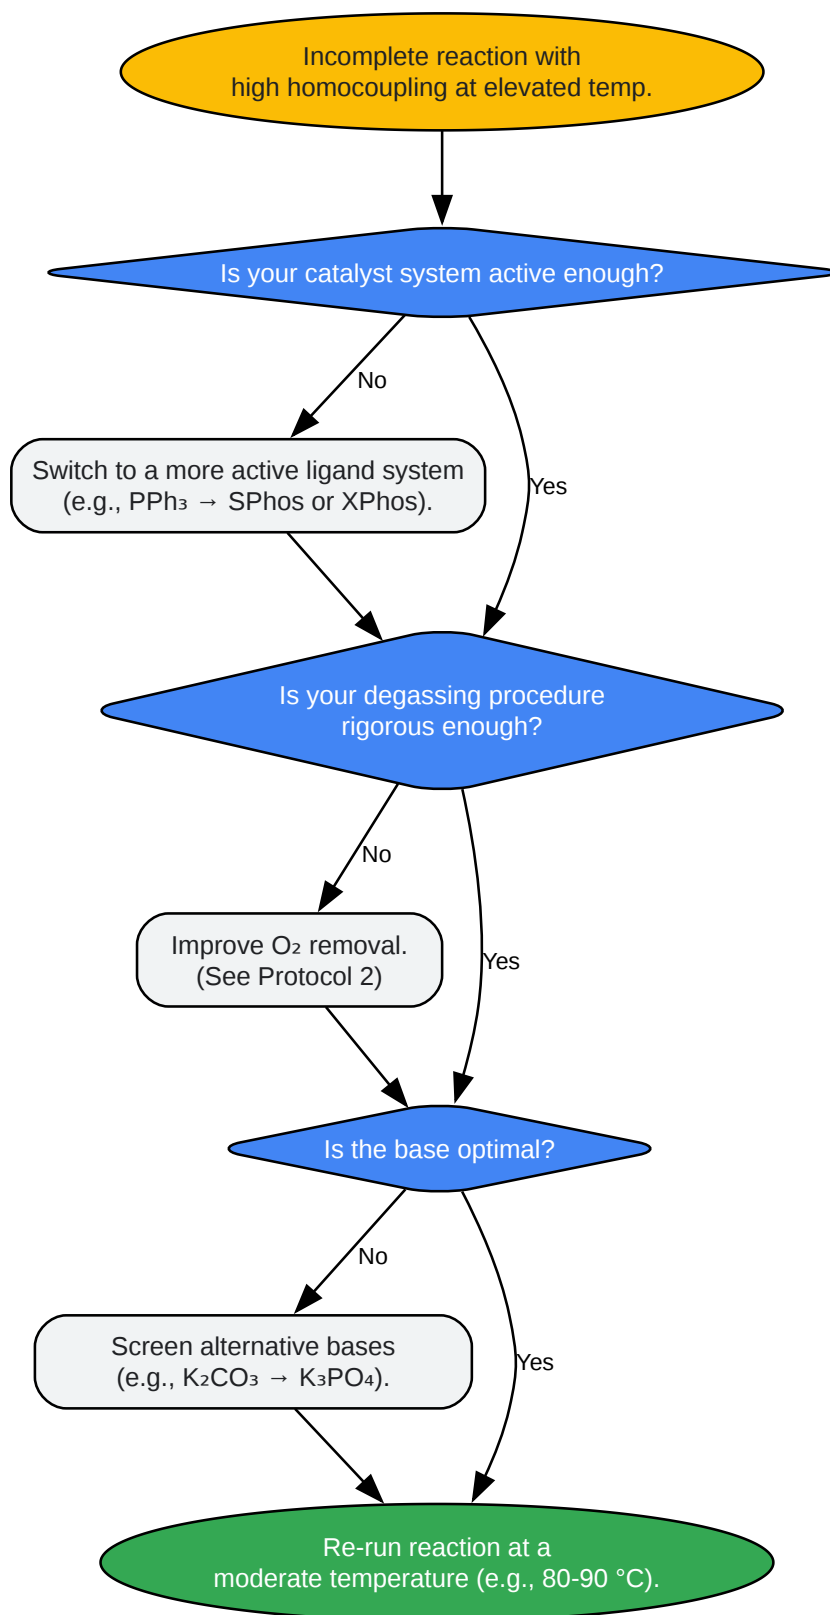 Incomplete reaction with
high homocoupling at elevated temp.
Is your catalyst system active enough?
No
Switch to a more active ligand system
(e.g., PPh₃ → SPhos or XPhos).
Yes
Is your degassing procedure
rigorous enough?
No
Improve O₂ removal.
(See Protocol 2)
Yes
Is the base optimal?
No
Screen alternative bases
(e.g., K₂CO₃ → K₃PO₄).
Yes
Re-run reaction at a
moderate temperature (e.g., 80-90 °C).